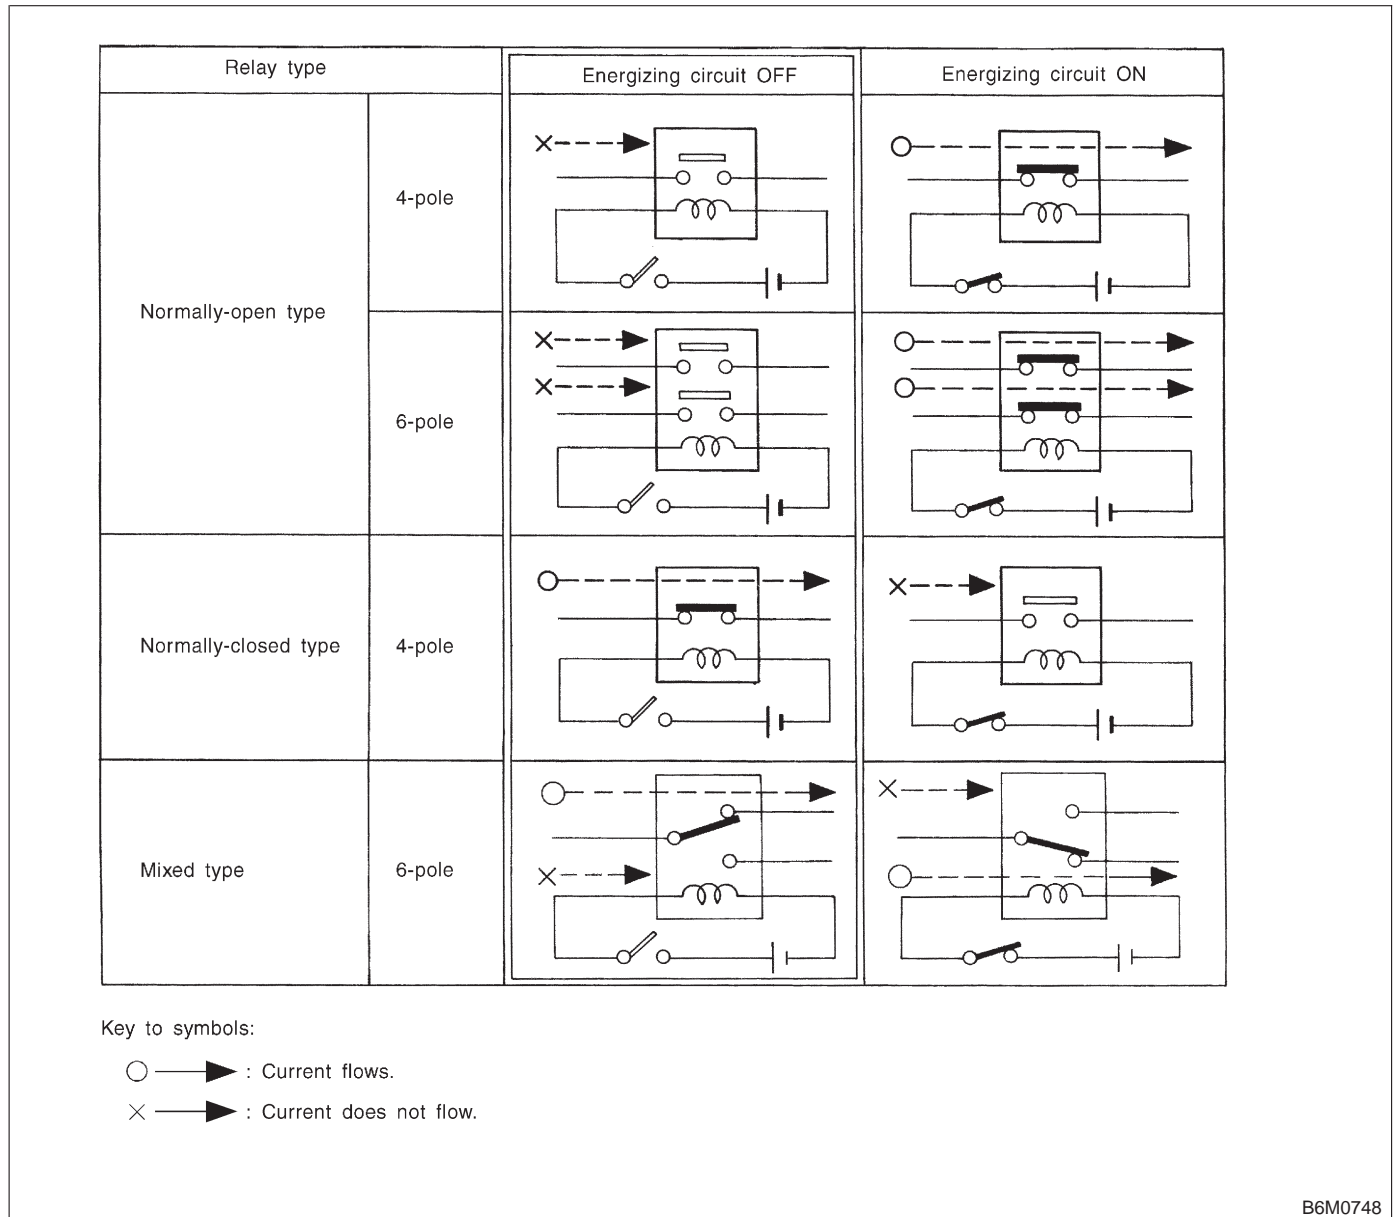 Relay type
Energizing circuit OFF
Energizing circuit ON
Normally-open type
4-pole
6-pole
Normally-closed type
4-pole
Mixed type
6-pole
Key to symbols:
: Current flows.
: Current does not flow.
B6M0748